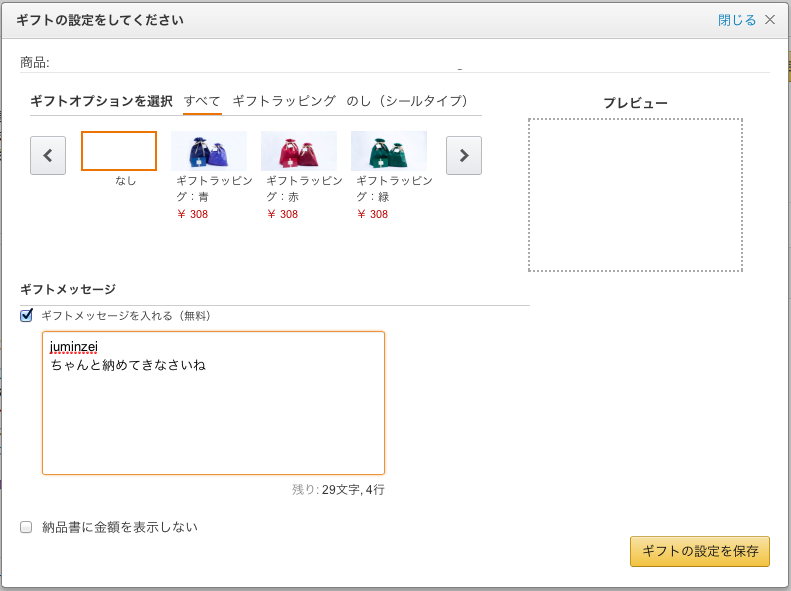 ギフトの設定をしてください
閉じる ×
商品:
ギフトオプションを選択 すべて ギフトラッピング のし（シールタイプ）
プレビュー
なし
ギフトラッピン
グ：青
￥ 308
ギフトラッピン
グ：赤
￥ 308
ギフトラッピン
グ：緑
￥ 308
ギフトメッセージ
ギフトメッセージを入れる（無料）
juminzei
ちゃんと納めてきなさいね
残り: 29文字, 4行
納品書に金額を表示しない
ギフトの設定を保存